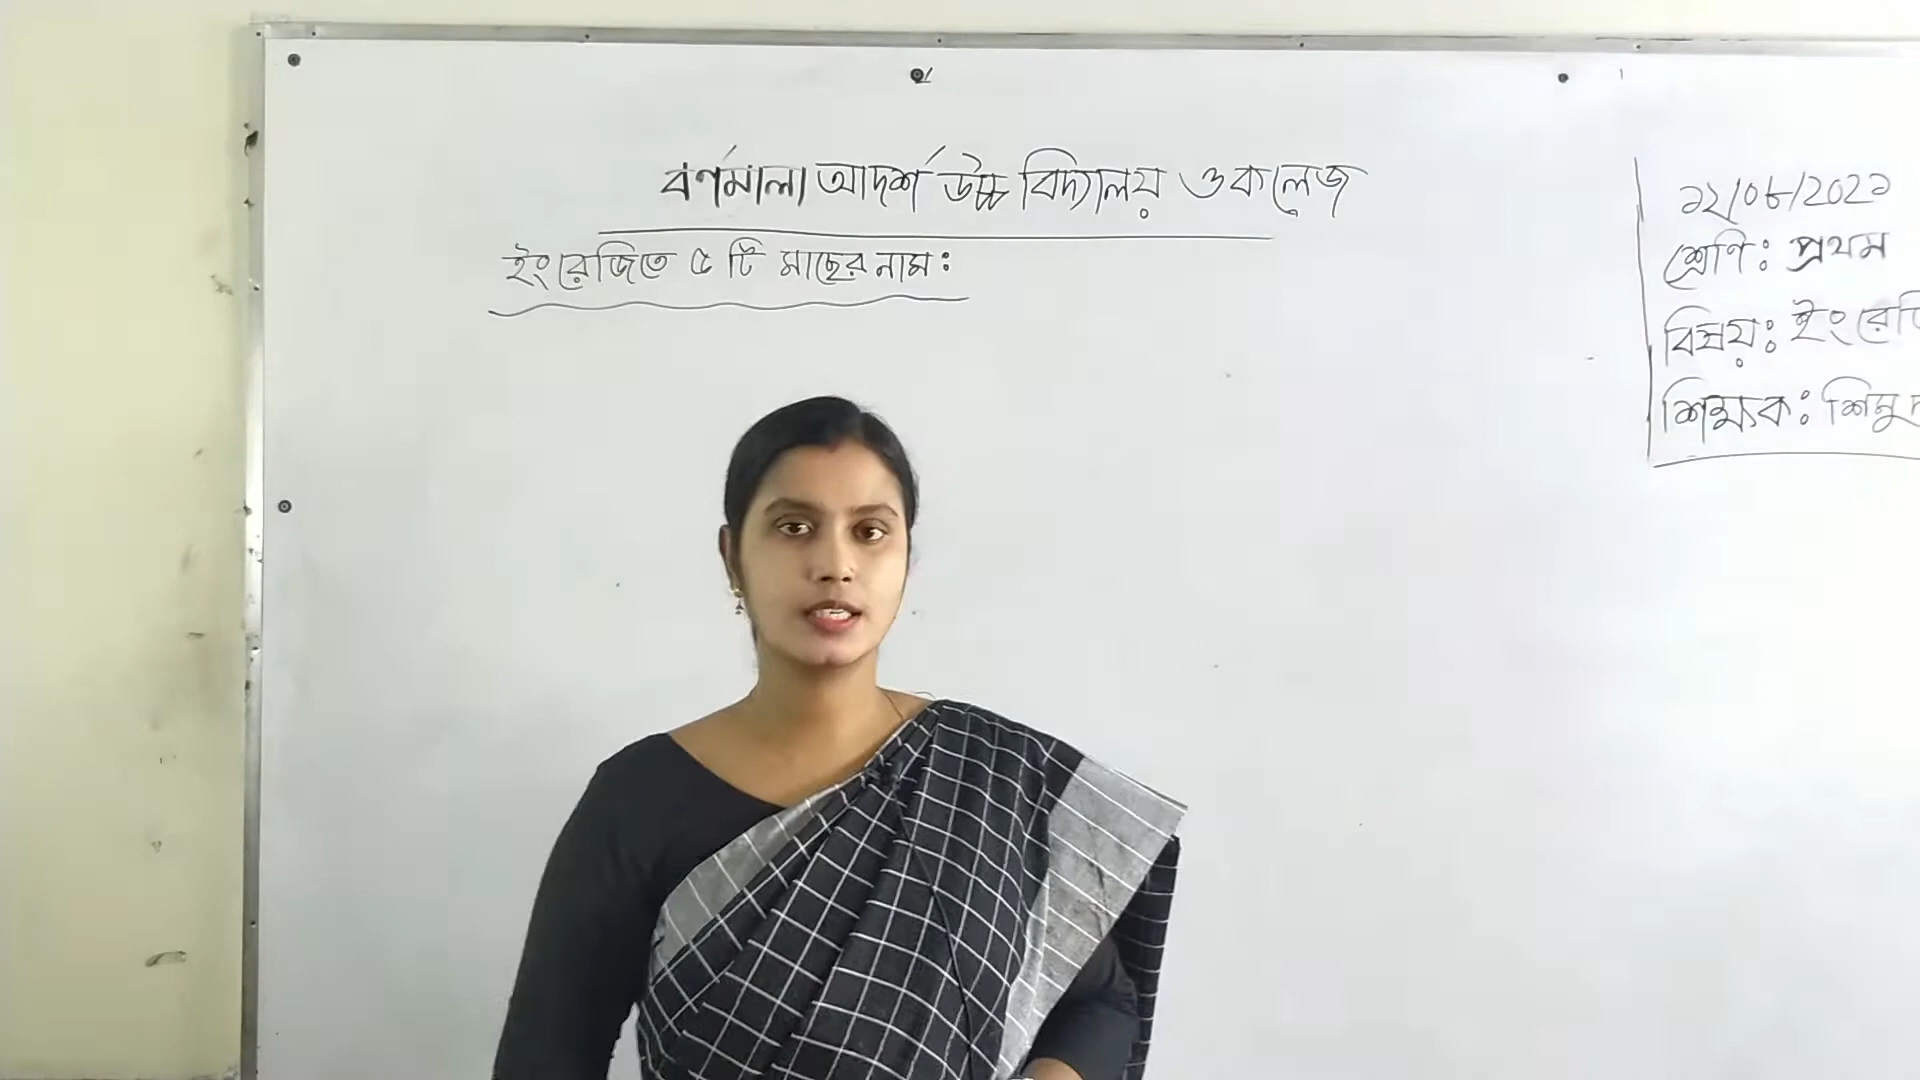 বর্ণমালা আদর্শ উচ্চ বিদ্যালয় ও কলেজ
ইংরেজিতে ৫ টি মাছের নাম:
শ্রেণি: প্রথম
বিষয়:
শিক্ষক: